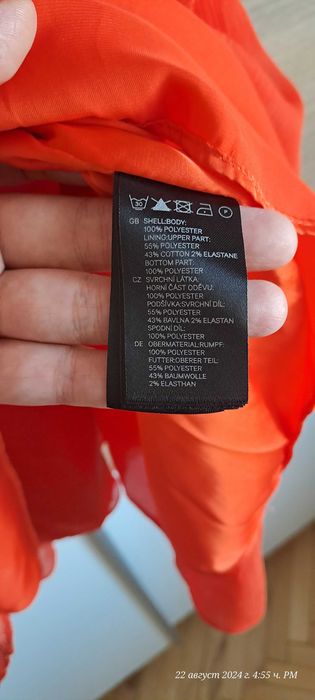 30
P
GB SHELL:BODY:
100% POLYESTER
LINING:UPPER PART:
55% POLYESTER
43% COTTON 2% ELASTANE
BOTTOM PART:
100% POLYESTER
CZ SVRCHNÍ LÁTKA:
HORNÍ ČÁST ODĚVU:
100% POLYESTER
PODŠÍVKA:SVRCHNÍ DÍL:
55% POLYESTER
43% BAVLNA 2% ELASTAN
SPODNÍ DÍL:
100% POLYESTER
DE OBERMATERIAL:RUMPF:
100% POLYESTER
FUTTER:OBERER TEIL:
55% POLYESTER
43% BAUMWOLLE
2% ELASTHAN
22 август 2024 г. 4:55 ч. PM